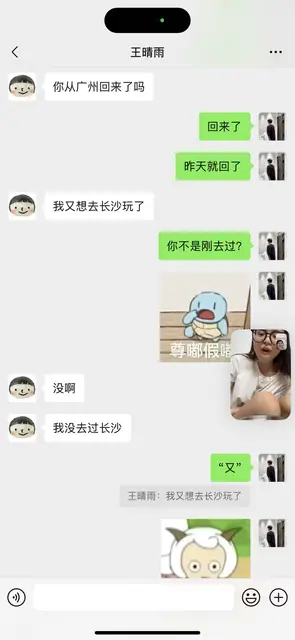 王晴雨
你从广州回来了吗
回来了
昨天就回了
我又想去长沙玩了
你不是刚去过?
尊嘟假嘟
没啊
我没去过长沙
“又”
王晴雨：我又想去长沙玩了